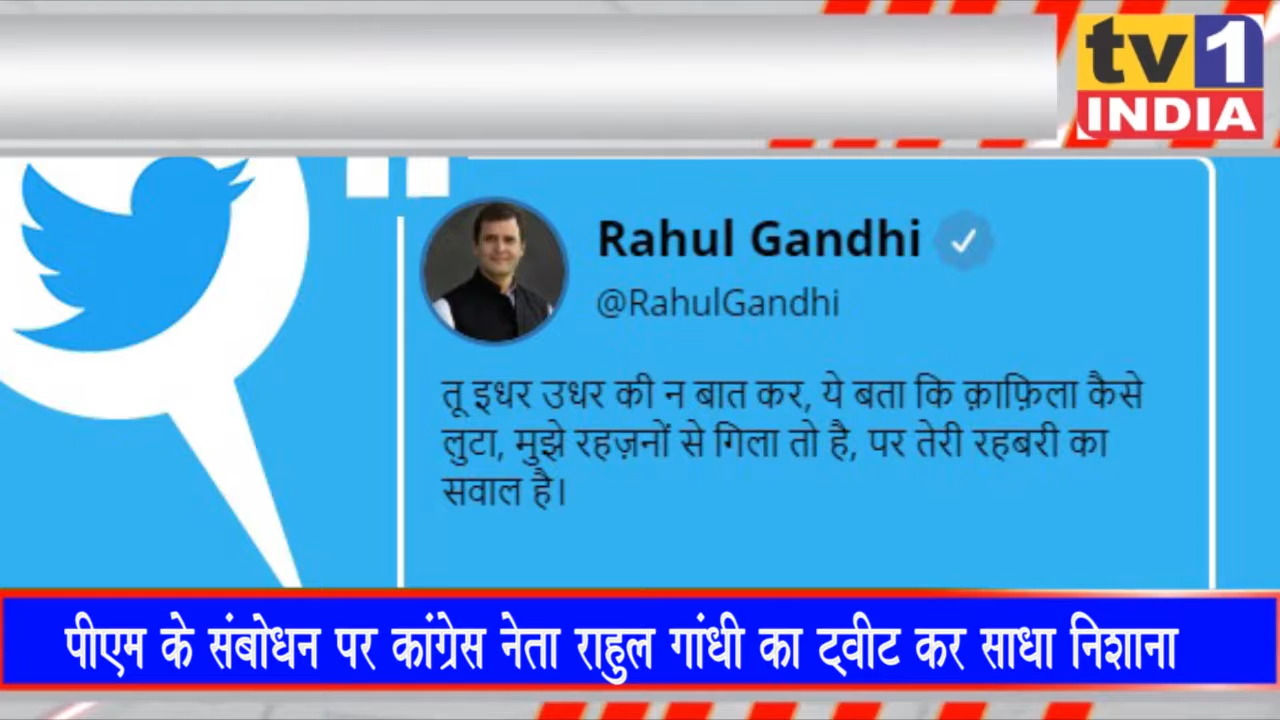 tv1
INDIA
Rahul Gandhi
@RahulGandhi
तू इधर उधर की न बात कर, ये बता कि क़ाफ़िला कैसे
लुटा, मुझे रहज़नों से गिला तो है, पर तेरी रहबरी का
सवाल है।
पीएम के संबोधन पर कांग्रेस नेता राहुल गांधी का ट्वीट कर साधा निशाना